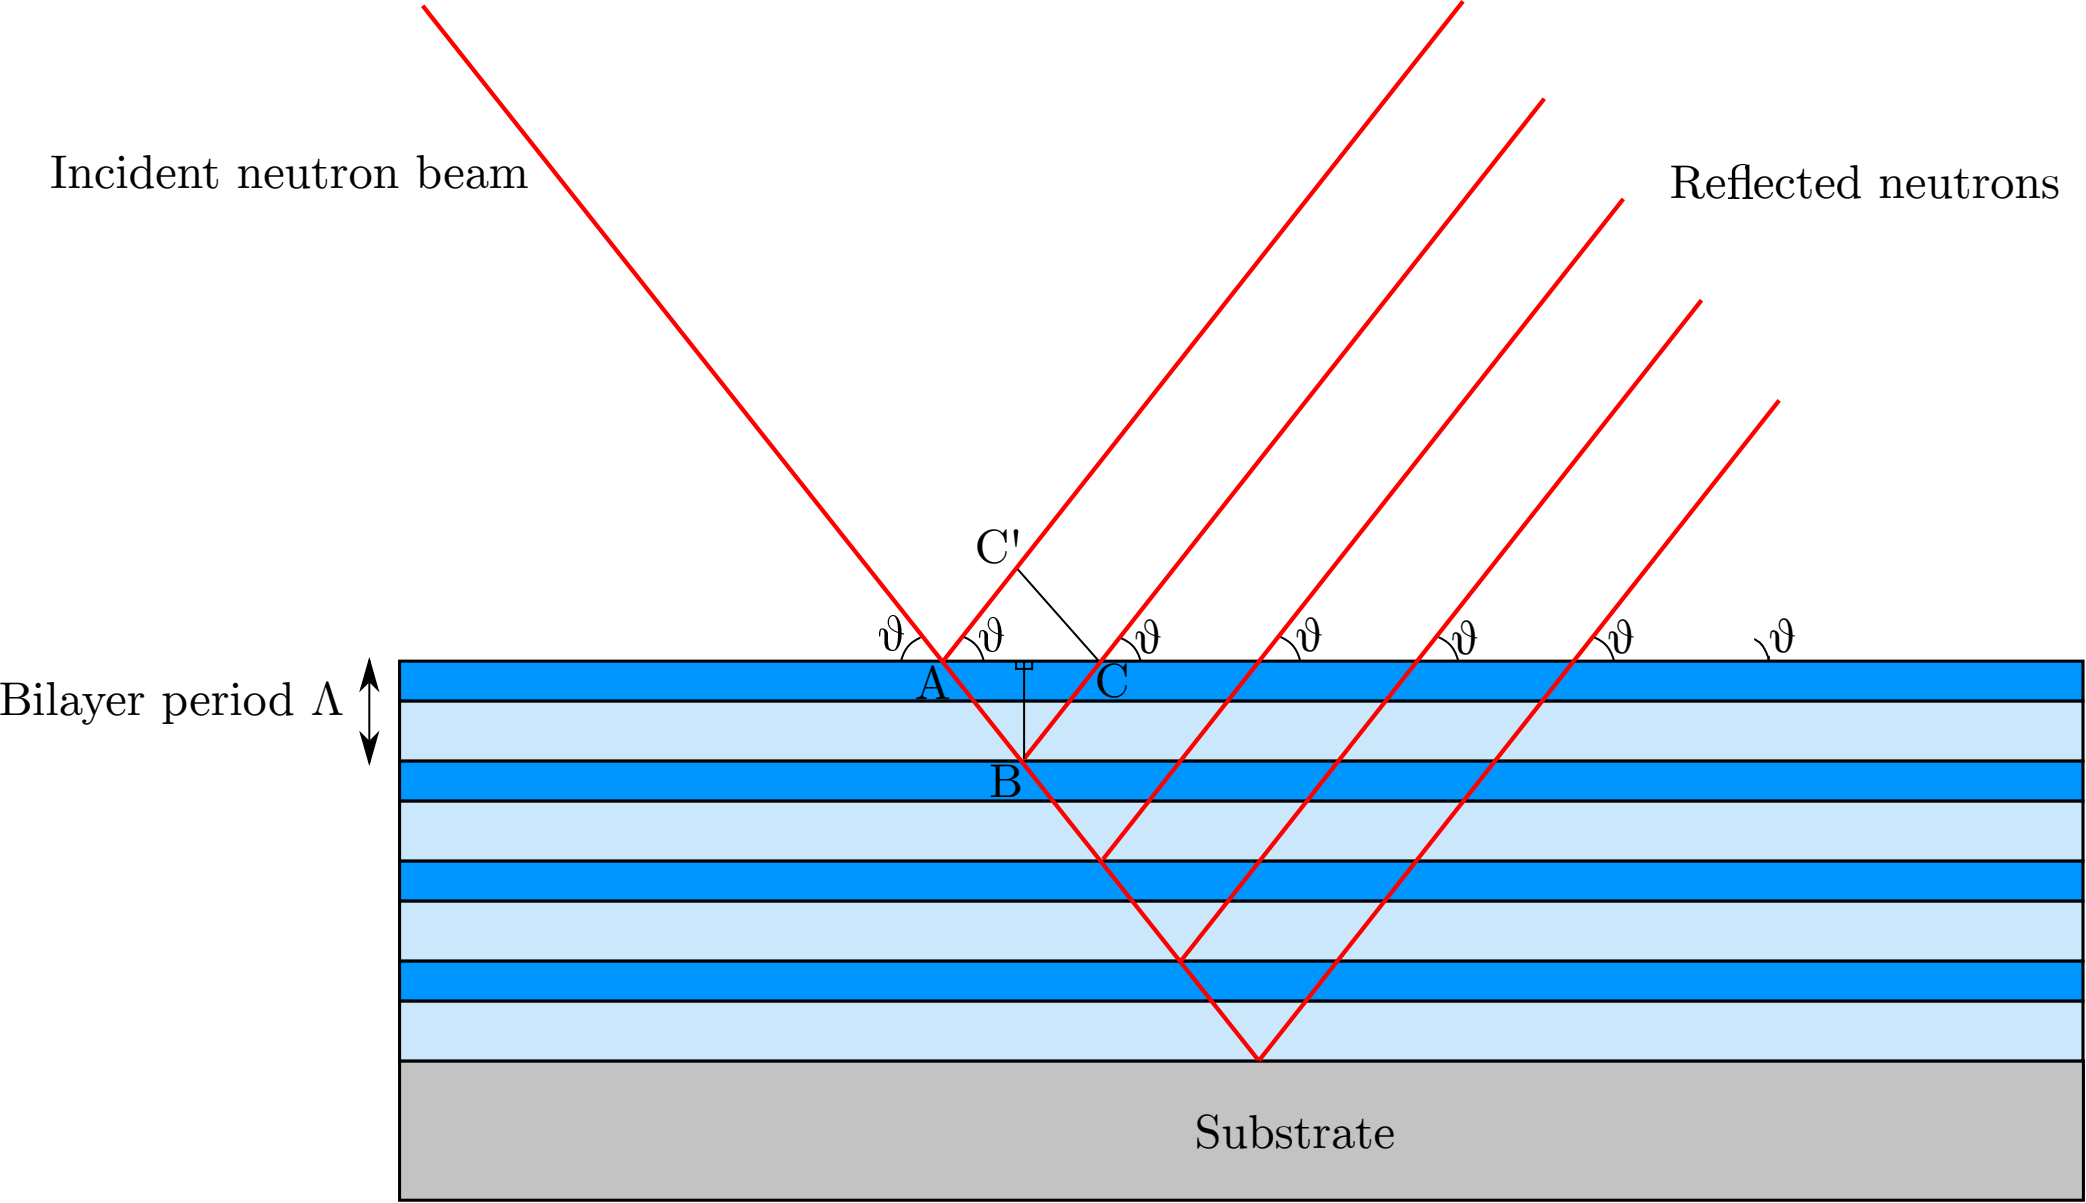 Incident neutron beam
Reflected neutrons
C'
ϑ ϑ ϑ ϑ ϑ ϑ ϑ
A C
Bilayer period Λ
B
Substrate